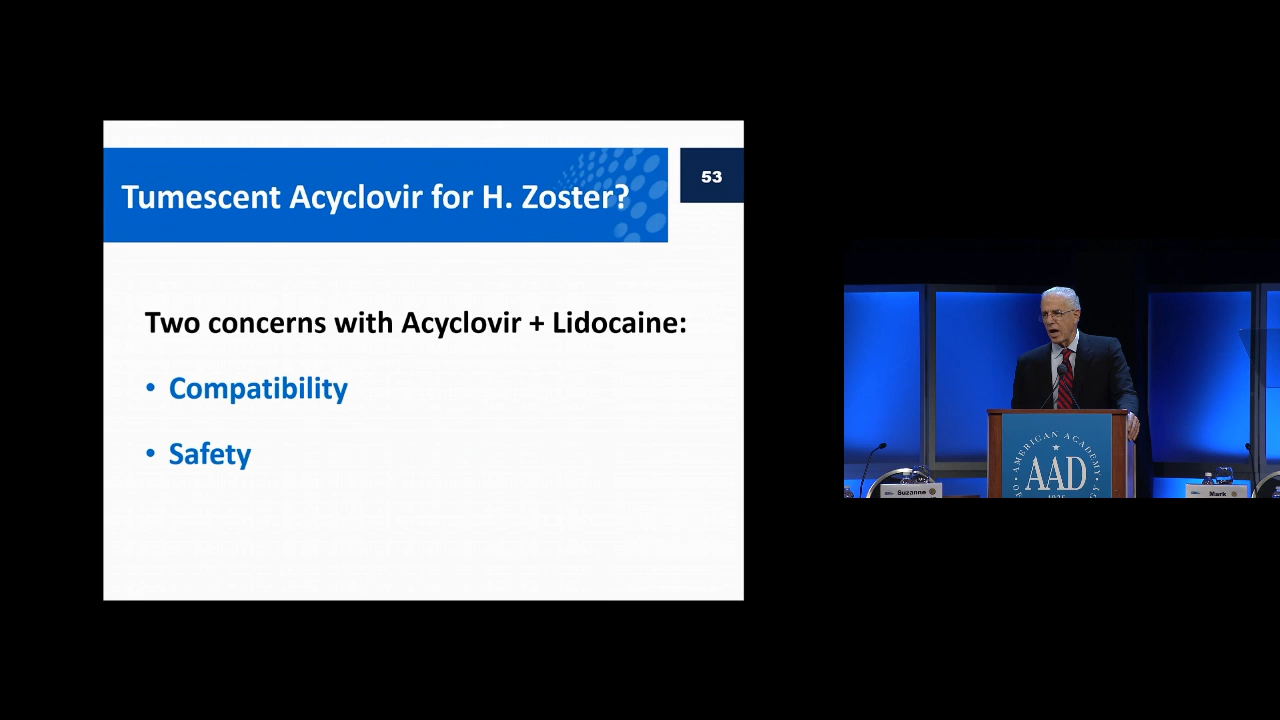 Tumescent Acyclovir for H. Zoster?
53
Two concerns with Acyclovir + Lidocaine:
• Compatibility
• Safety
AMERICAN ACADEMY
AAD
Suzanne
Mark